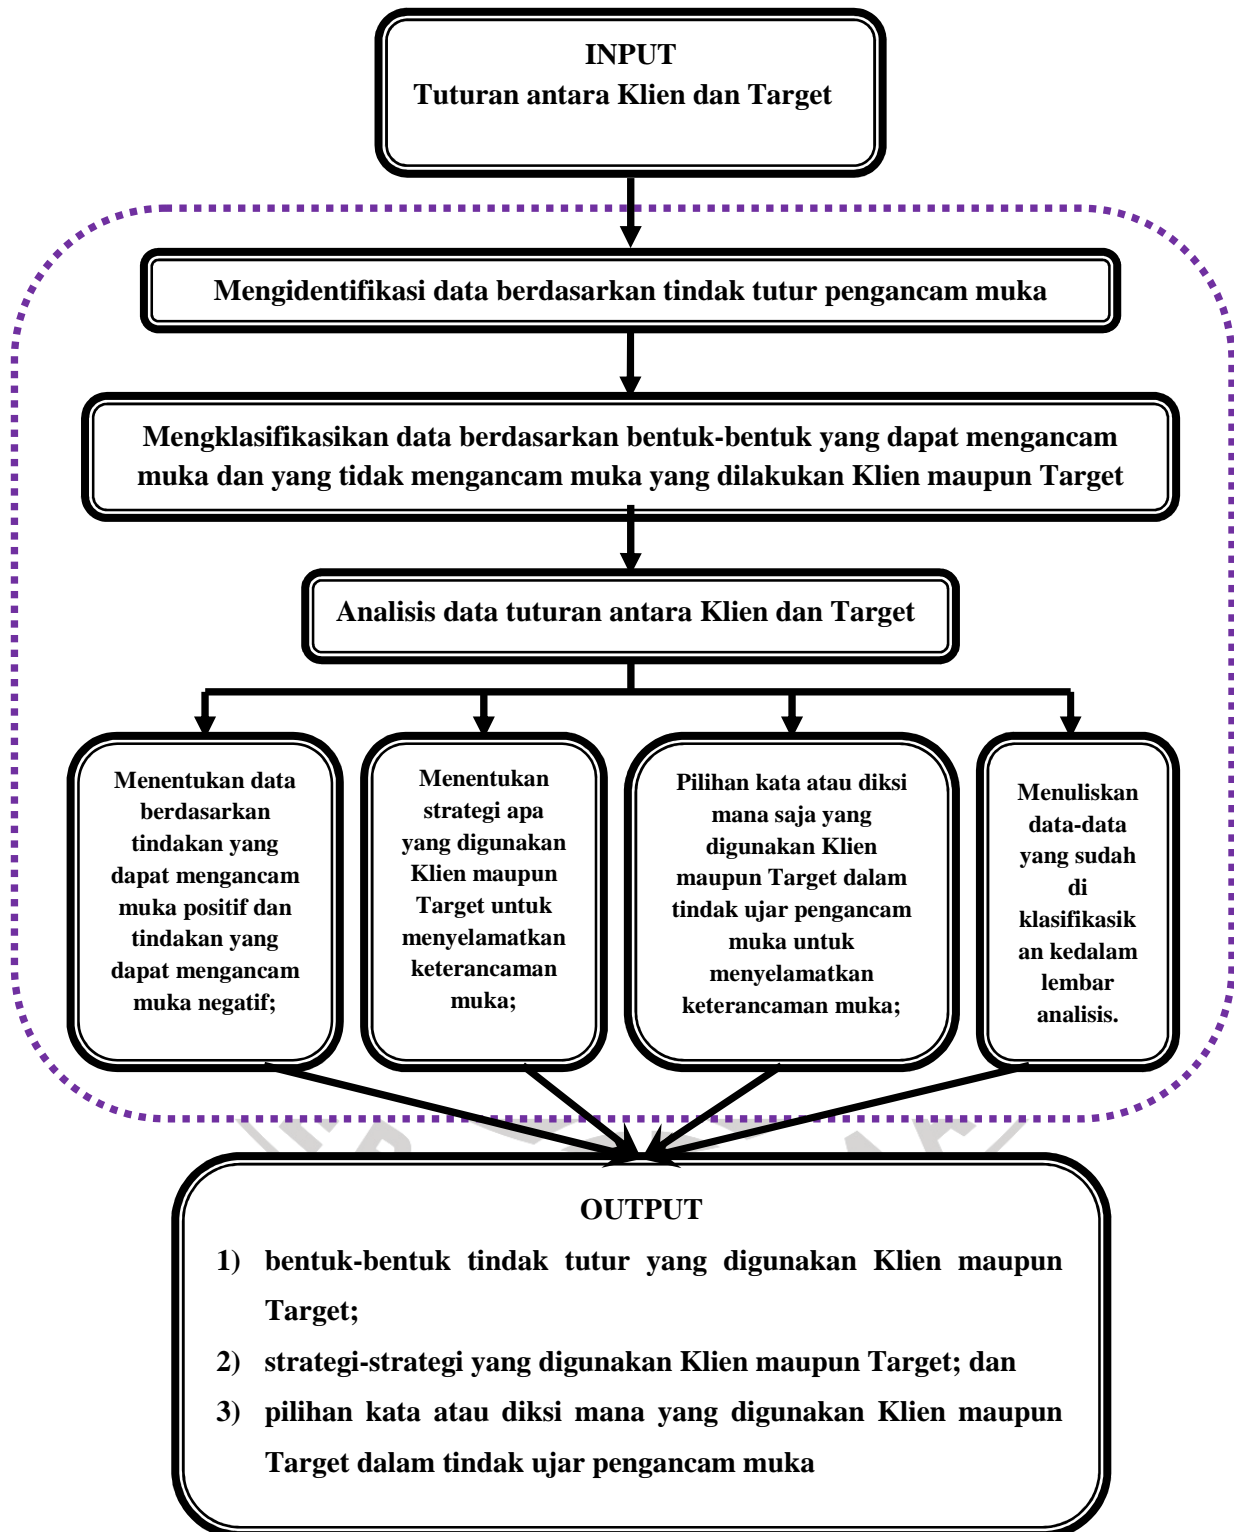 INPUT
Tuturan antara Klien dan Target
Mengidentifikasi data berdasarkan tindak tutur pengancam muka
Mengklasifikasikan data berdasarkan bentuk-bentuk yang dapat mengancam
muka dan yang tidak mengancam muka yang dilakukan Klien maupun Target
Analisis data tuturan antara Klien dan Target
Menentukan data
berdasarkan
tindakan yang
dapat mengancam
muka positif dan
tindakan yang
dapat mengancam
muka negatif;
Menentukan
strategi apa
yang digunakan
Klien maupun
Target untuk
menyelamatkan
keterancaman
muka;
Pilihan kata atau diksi
mana saja yang
digunakan Klien
maupun Target dalam
tindak ujar pengancam
muka untuk
menyelamatkan
keterancaman muka;
Menuliskan
data-data
yang sudah
di
klasifikasik
an kedalam
lembar
analisis.
OUTPUT
1) bentuk-bentuk tindak tutur yang digunakan Klien maupun
Target;
2) strategi-strategi yang digunakan Klien maupun Target; dan
3) pilihan kata atau diksi mana yang digunakan Klien maupun
Target dalam tindak ujar pengancam muka